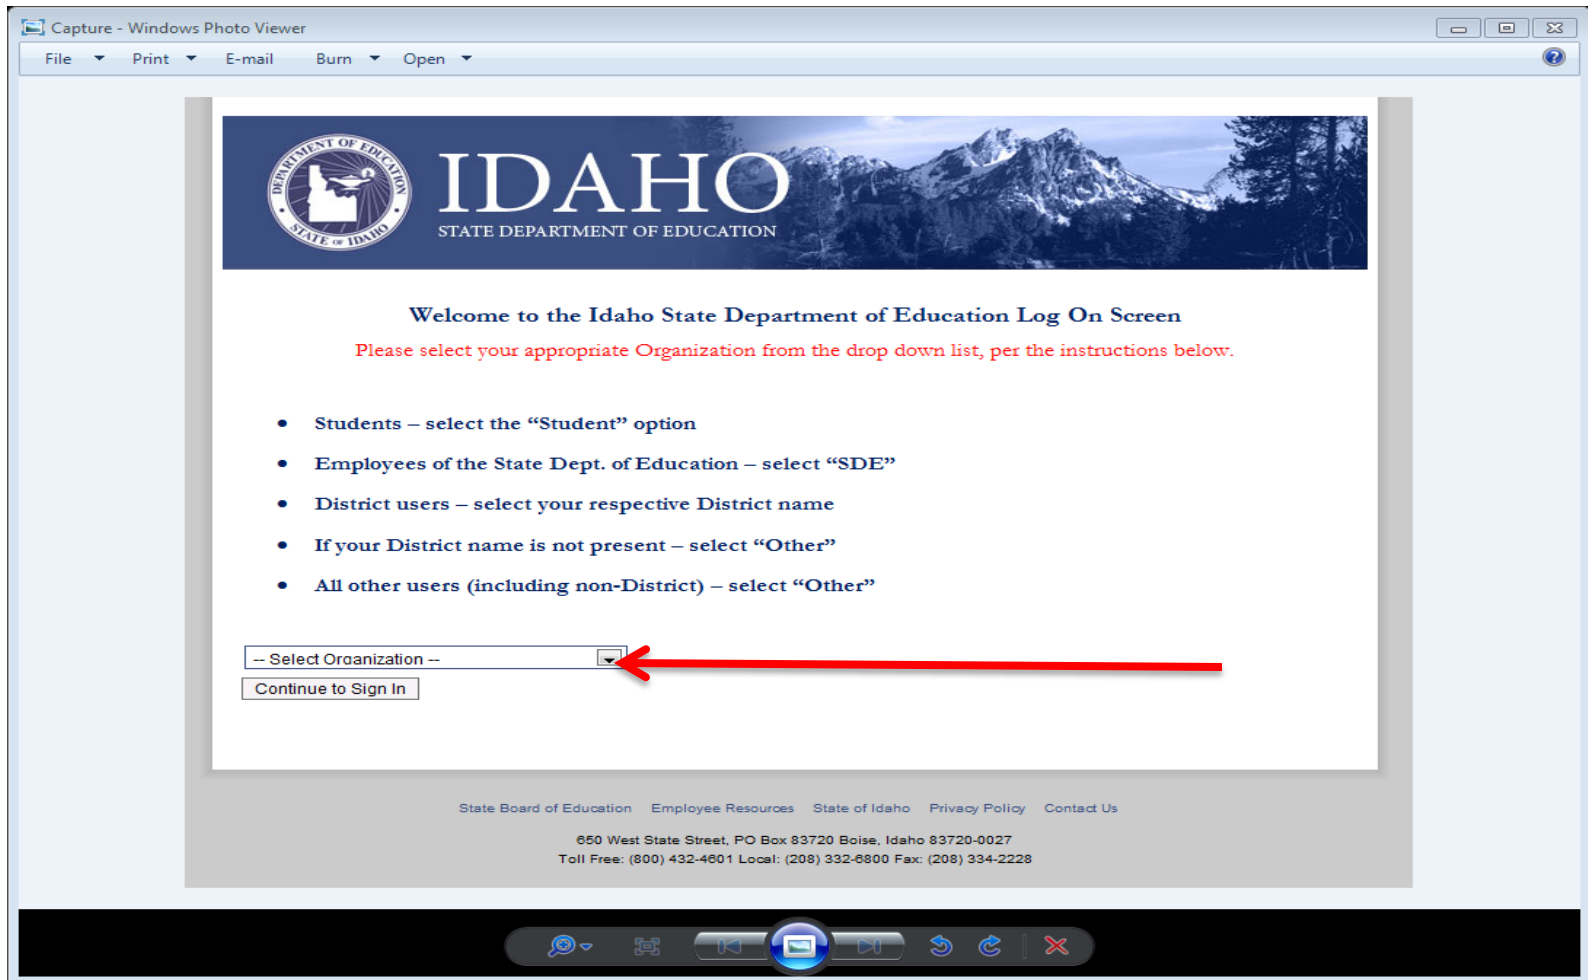 Capture - Windows Photo Viewer
File Print E-mail Burn Open
DEPARTMENT OF EDUCATION
STATE OF IDAHO
IDAHO
STATE DEPARTMENT OF EDUCATION
Welcome to the Idaho State Department of Education Log On Screen
Please select your appropriate Organization from the drop down list, per the instructions below.
• Students – select the “Student” option
• Employees of the State Dept. of Education – select “SDE”
• District users – select your respective District name
• If your District name is not present – select “Other”
• All other users (including non-District) – select “Other”
-- Select Organization --
Continue to Sign In
State Board of Education Employee Resources State of Idaho Privacy Policy Contact Us
650 West State Street, PO Box 83720 Boise, Idaho 83720-0027
Toll Free: (800) 432-4601 Local: (208) 332-6800 Fax: (208) 334-2228